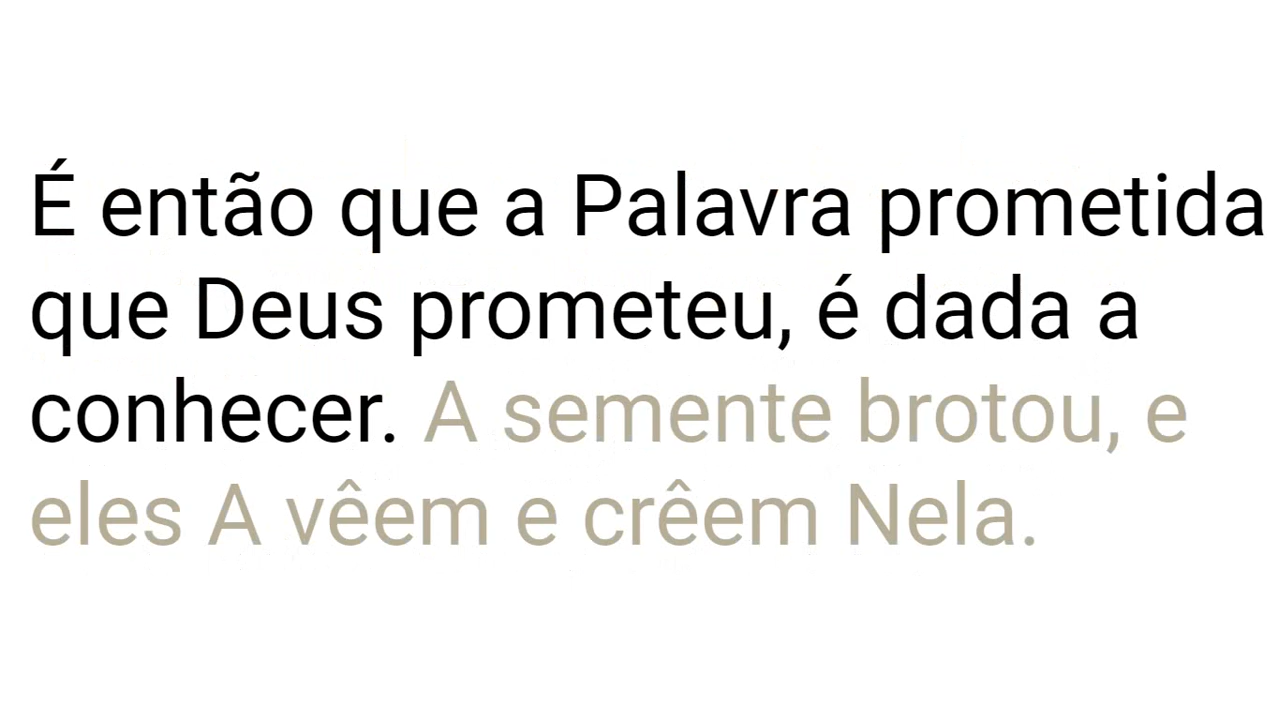 É então que a Palavra prometida
que Deus prometeu, é dada a
conhecer. A semente brotou, e
eles A vêem e crêem Nela.